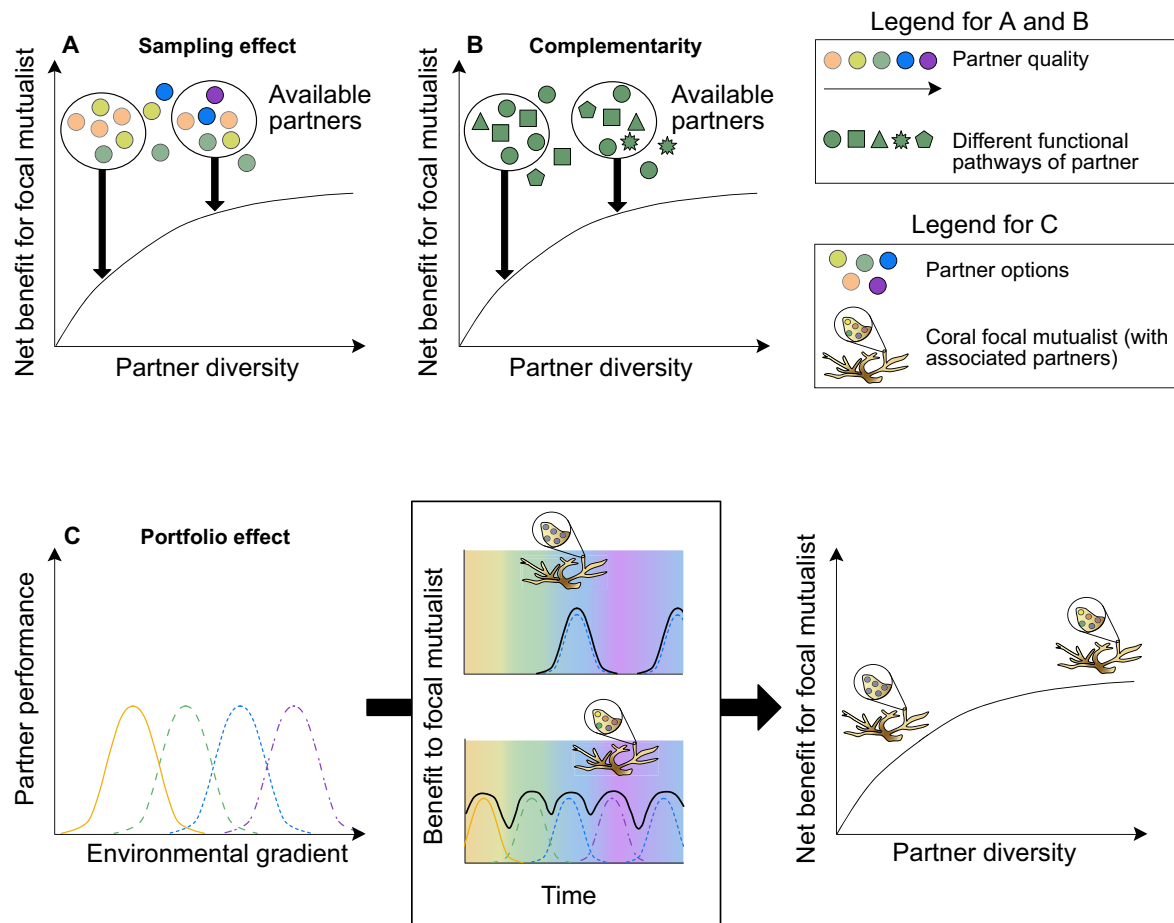 A
Sampling effect
Net benefit for focal mutualist
Available
partners
Partner diversity
B
Complementarity
Net benefit for focal mutualist
Available
partners
Partner diversity
Legend for A and B
Partner quality
Different functional
pathways of partner
Legend for C
Partner options
Coral focal mutualist (with
associated partners)
C
Portfolio effect
Partner performance
Environmental gradient
Benefit to focal mutualist
Time
Net benefit for focal mutualist
Partner diversity